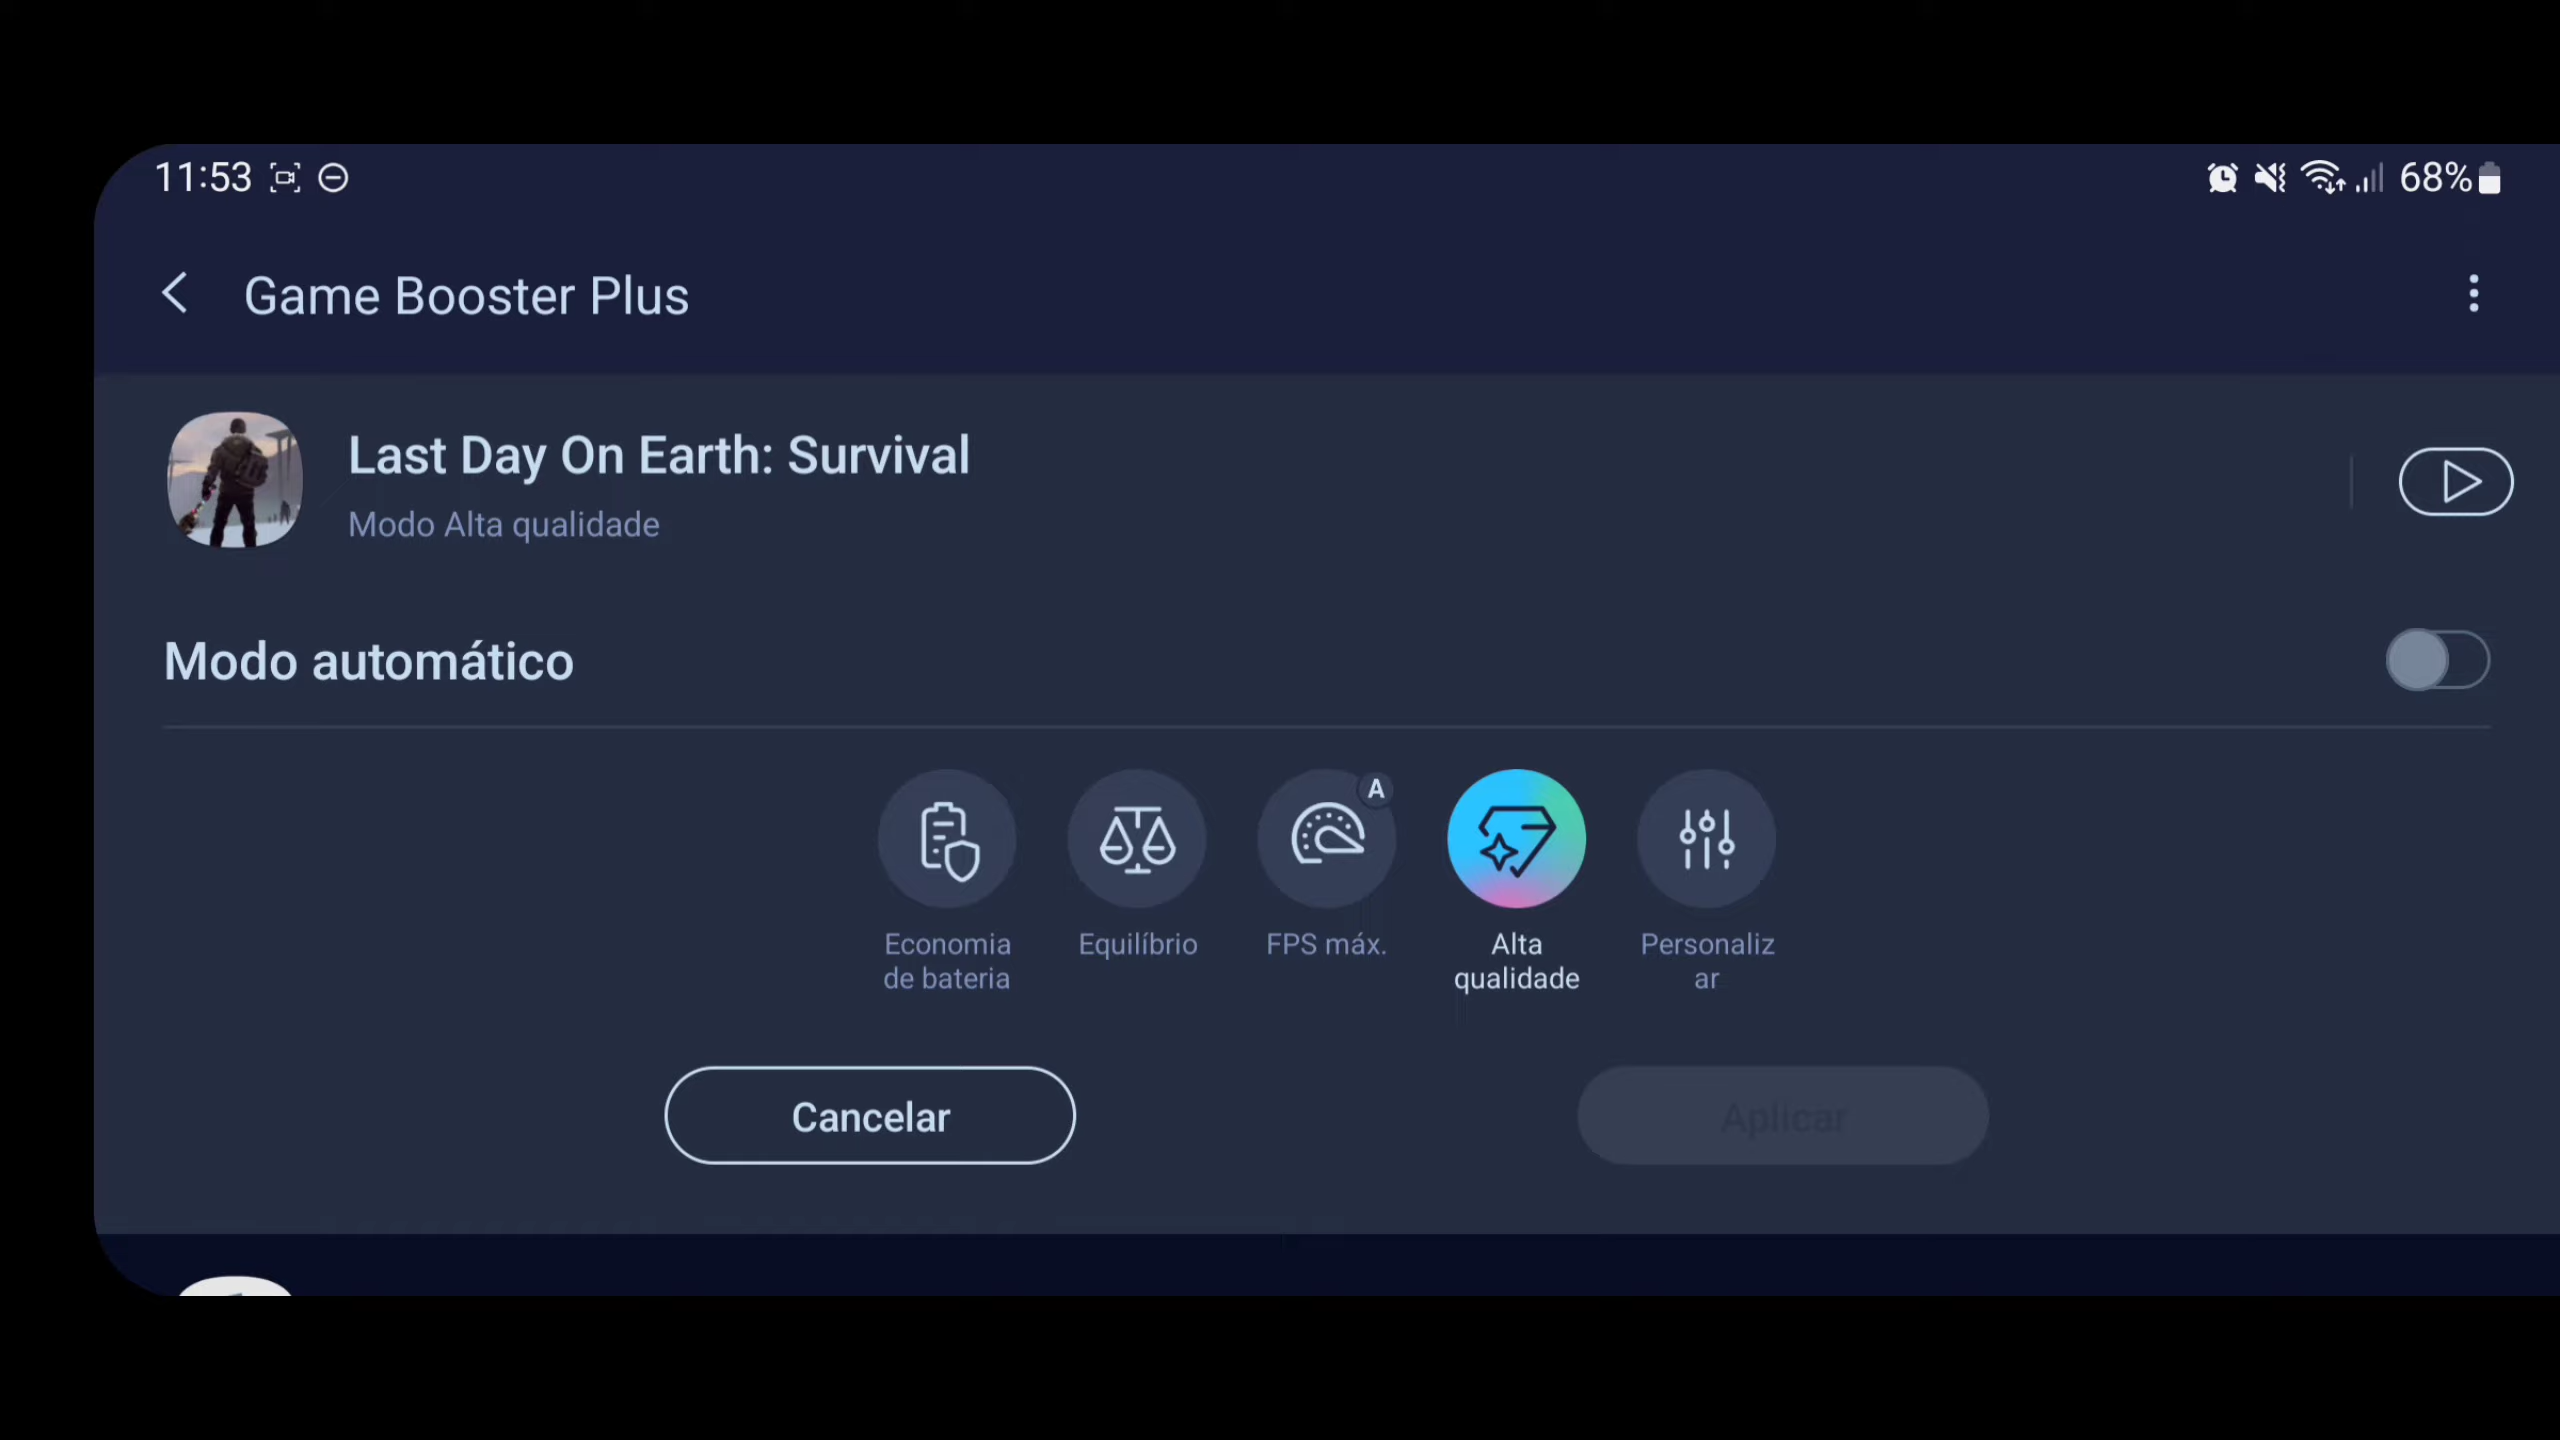 11:53
68%
Game Booster Plus
Last Day On Earth: Survival
Modo Alta qualidade
Modo automático
A
Economia
de bateria
Equilíbrio
FPS máx.
Alta
qualidade
Personaliz
ar
Cancelar
Aplicar